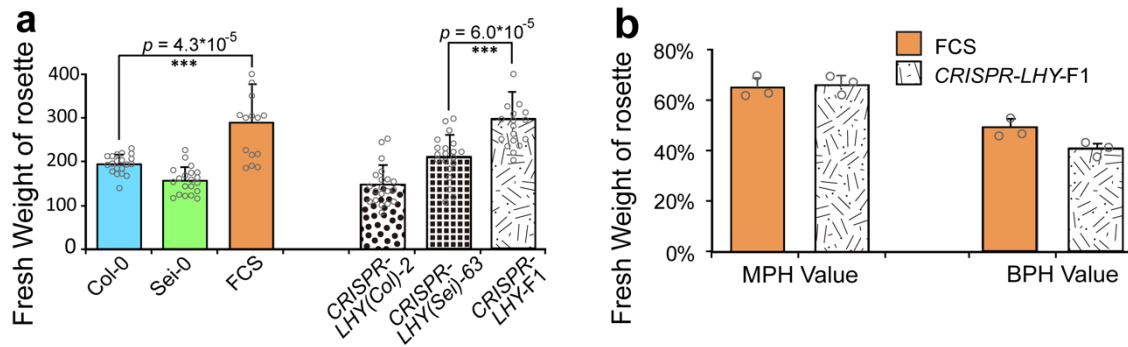 a
p = 4.3*10-5
***
p = 6.0*10-5
***
Fresh Weight of rosette
400
300
200
100
0
Col-0
Sei-0
FCS
CRISPR-
LHY(Col)-2
CRISPR-
LHY(Sei)-63
CRISPR-
LHY-F1
b
FCS
CRISPR-LHY-F1
Fresh Weight of rosette
80%
60%
40%
20%
0%
MPH Value
BPH Value